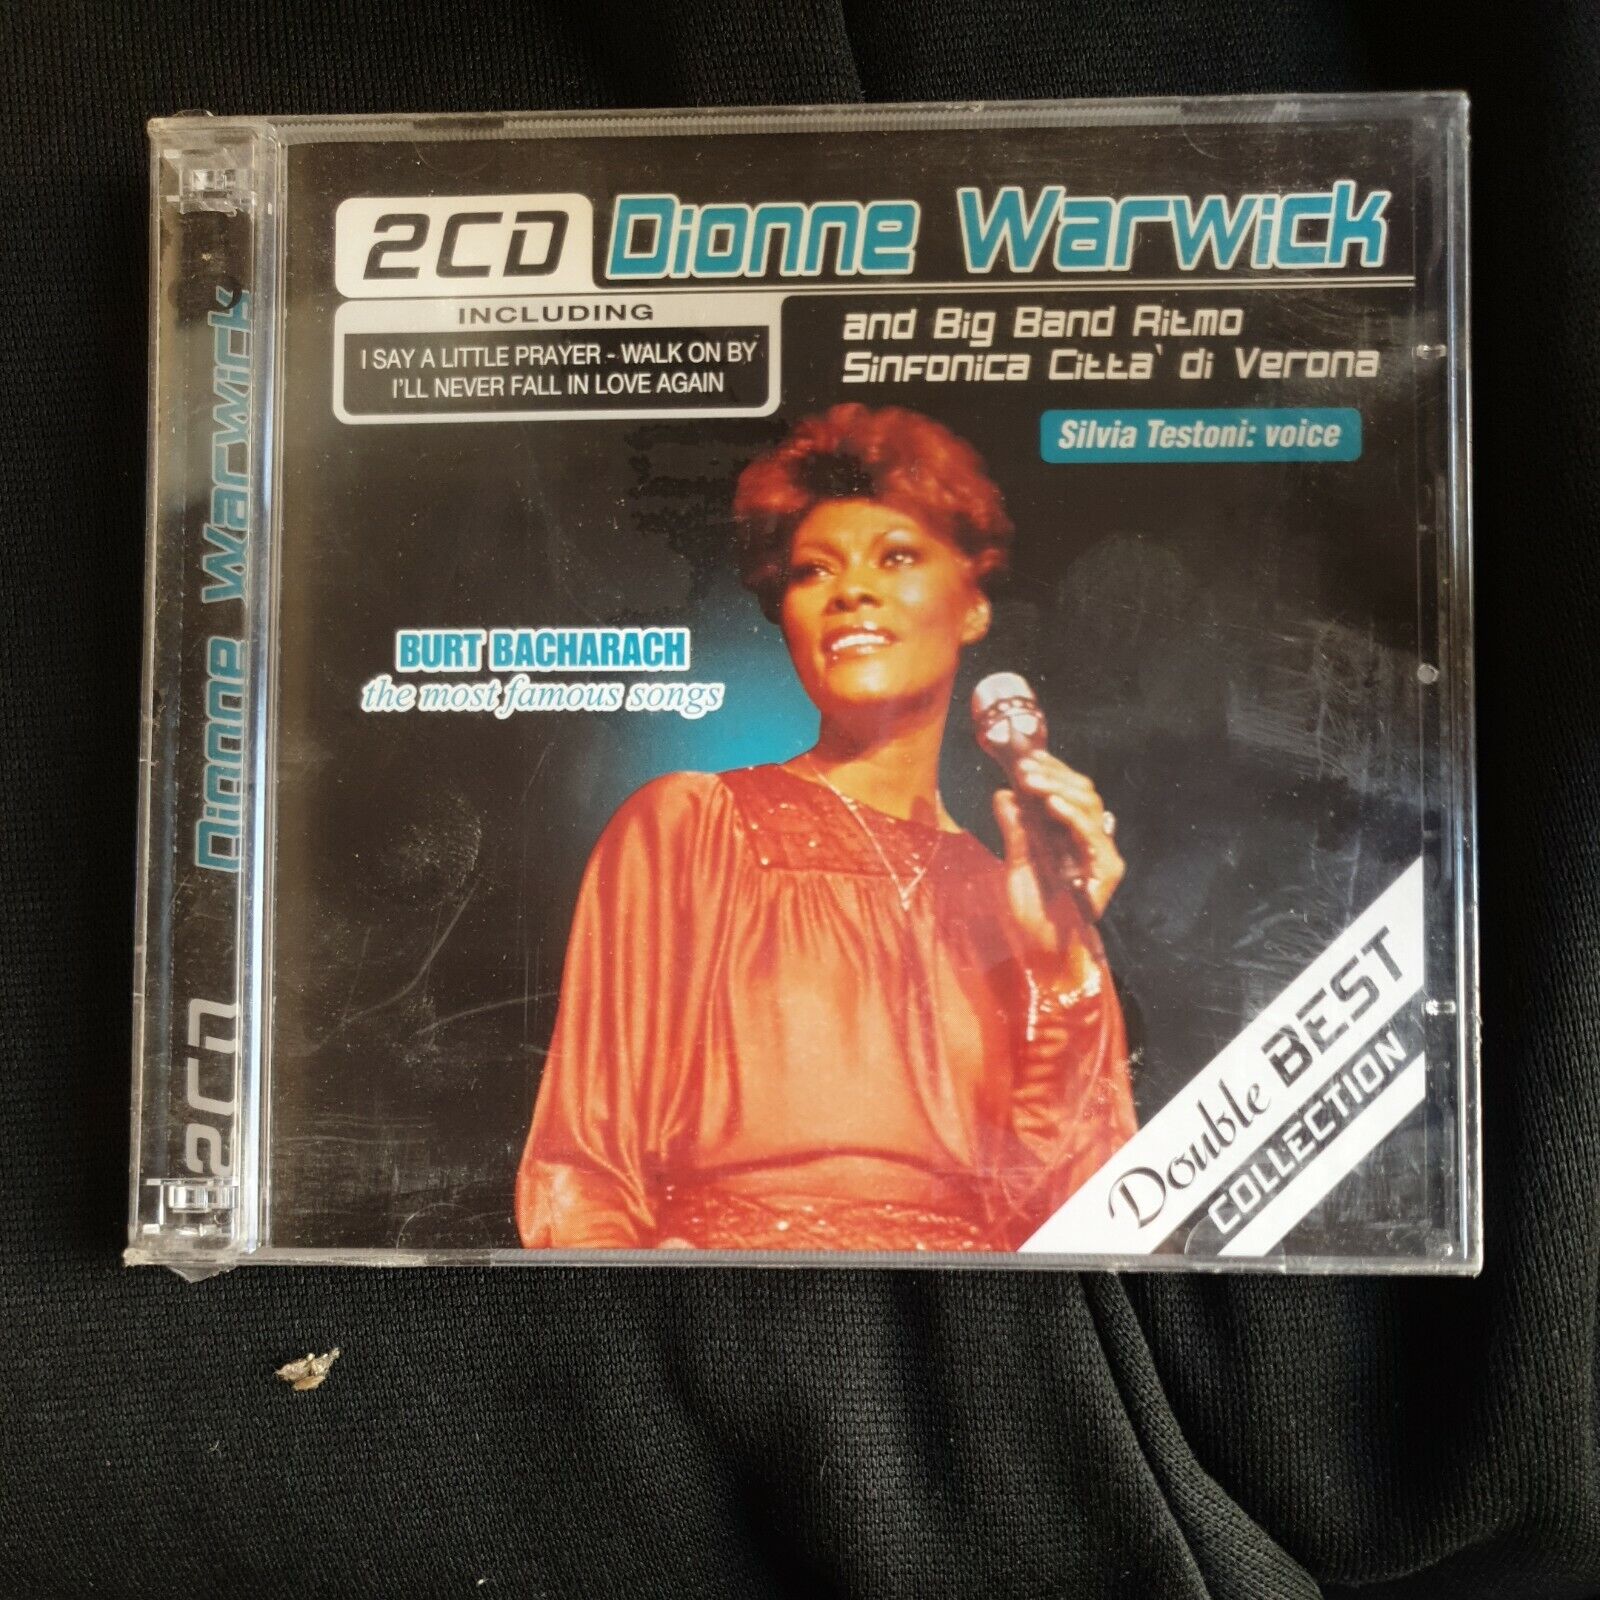 2CD Dionne Warwick
INCLUDING
I SAY A LITTLE PRAYER - WALK ON BY
I'LL NEVER FALL IN LOVE AGAIN
and Big Band Ritmo
Sinfonica Citta` di Verona
Silvia Testoni: voice
BURT BACHARACH
the most famous songs
Double BEST
COLLECTION
2CD Dionne Warwick